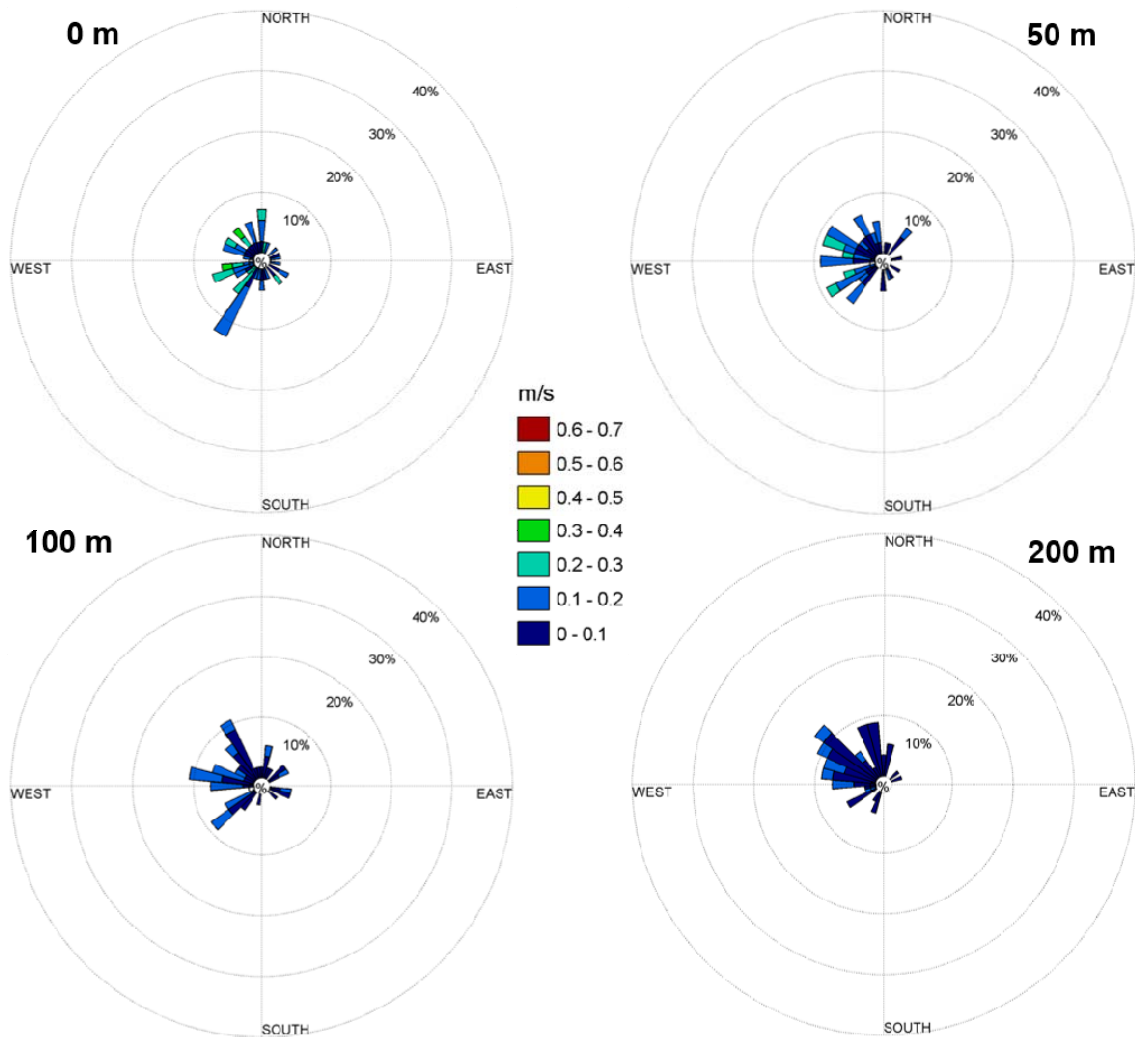 0 m
NORTH
40%
30%
20%
10%
%
WEST
EAST
SOUTH
50 m
NORTH
40%
30%
20%
10%
%
WEST
EAST
SOUTH
m/s
0.6 - 0.7
0.5 - 0.6
0.4 - 0.5
0.3 - 0.4
0.2 - 0.3
0.1 - 0.2
0 - 0.1
100 m
NORTH
40%
30%
20%
10%
%
WEST
EAST
SOUTH
200 m
NORTH
40%
30%
20%
10%
%
WEST
EAST
SOUTH